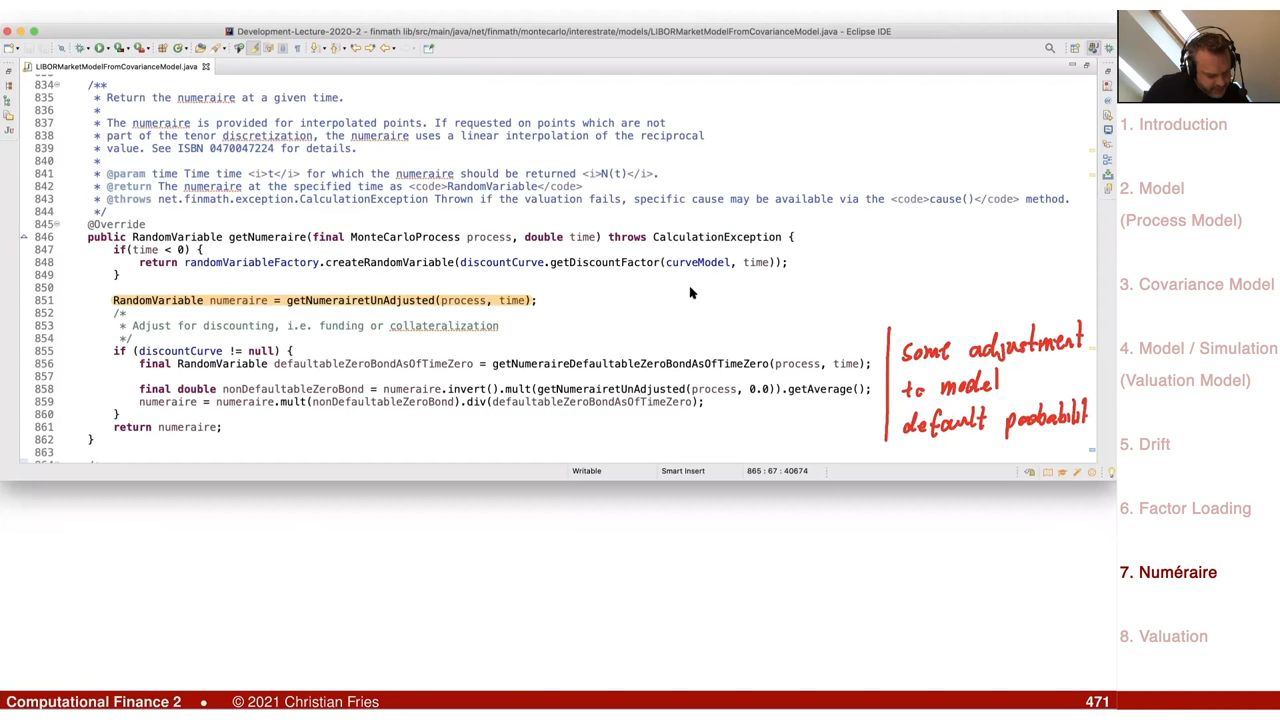 Development-Lecture-2020-2 - finmath lib/src/main/java/net/finmath/montecarlo/interestrate/models/LIBORMarketModelFromCovarianceModel.java - Eclipse IDE
LIBORMarketModelFromCovarianceModel.java
834 /**
835 * Return the numeraire at a given time.
836 *
837 * The numeraire is provided for interpolated points. If requested on points which are not
838 * part of the tenor discretization, the numeraire uses a linear interpolation of the reciprocal
839 * value. See ISBN 0470047224 for details.
840 *
841 * @param time Time time <i>t</i> for which the numeraire should be returned <i>N(t)</i>.
842 * @return The numeraire at the specified time as <code>RandomVariable</code>
843 * @throws net.finmath.exception.CalculationException Thrown if the valuation fails, specific cause may be available via the <code>cause()</code> method.
844 */
845 @Override
846 public RandomVariable getNumeraire(final MonteCarloProcess process, double time) throws CalculationException {
847 if(time < 0) {
848 return randomVariableFactory.createRandomVariable(discountCurve.getDiscountFactor(curveModel, time));
849 }
850
851 RandomVariable numeraire = getNumerairetUnAdjusted(process, time);
852 /*
853 * Adjust for discounting, i.e. funding or collateralization
854 */
855 if (discountCurve != null) {
856 final RandomVariable defaultableZeroBondAsOfTimeZero = getNumeraireDefaultableZeroBondAsOfTimeZero(process, time);
857
858 final double nonDefaultableZeroBond = numeraire.invert().mult(getNumerairetUnAdjusted(process, 0.0)).getAverage();
859 numeraire = numeraire.mult(nonDefaultableZeroBond).div(defaultableZeroBondAsOfTimeZero);
860 }
861 return numeraire;
862 }
863
some adjustment
to model
default probabilit
Writable
Smart Insert
865 : 67 : 40674
1. Introduction
2. Model
(Process Model)
3. Covariance Model
4. Model / Simulation
(Valuation Model)
5. Drift
6. Factor Loading
7. Numéraire
8. Valuation
Computational Finance 2 • © 2021 Christian Fries 471